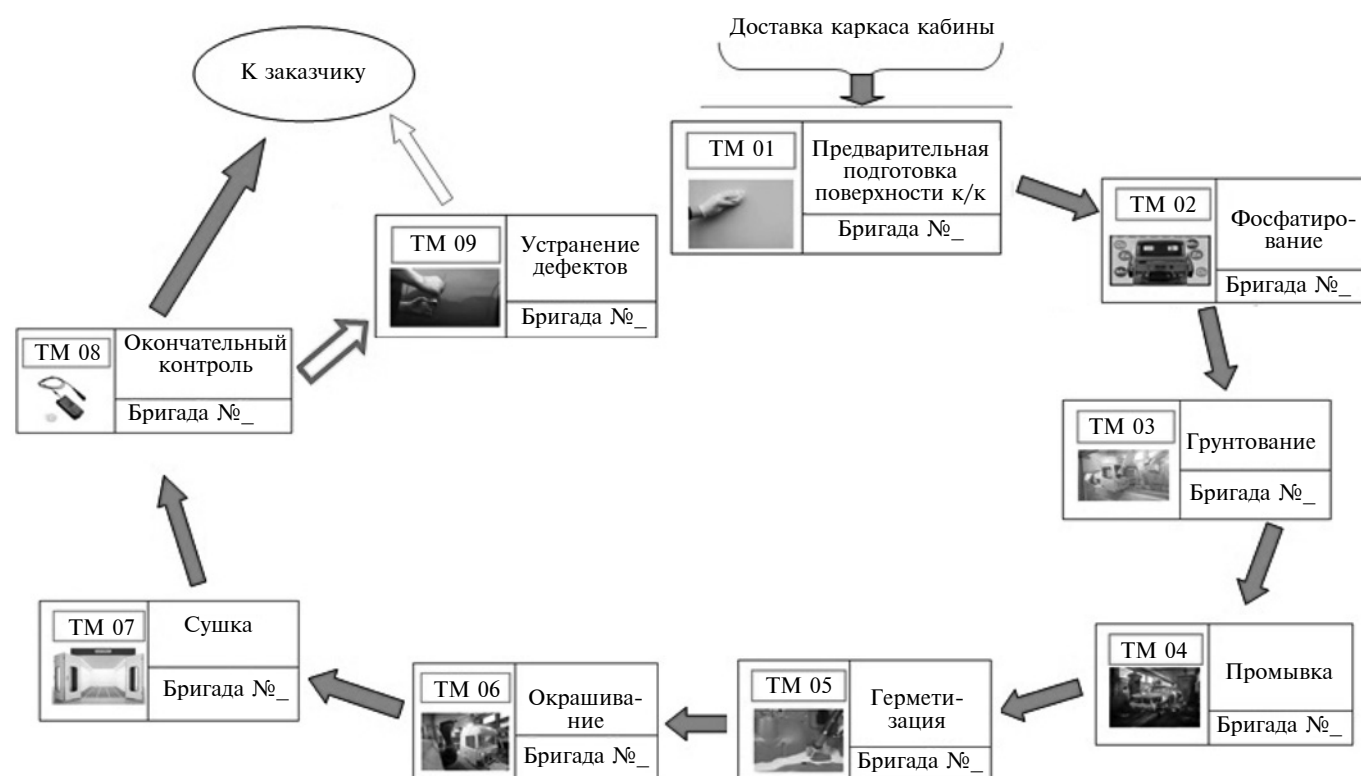 Доставка каркаса кабины
К заказчику
ТМ 01
Предварительная
подготовка
поверхности к/к
Бригада №_
ТМ 02
Фосфатиро-
вание
Бригада №_
ТМ 03
Грунтование
Бригада №_
ТМ 04
Промывка
Бригада №_
ТМ 05
Гермети-
зация
Бригада №_
ТМ 06
Окрашива-
ние
Бригада №_
ТМ 07
Сушка
Бригада №_
ТМ 08
Окончательный
контроль
Бригада №_
ТМ 09
Устранение
дефектов
Бригада №_